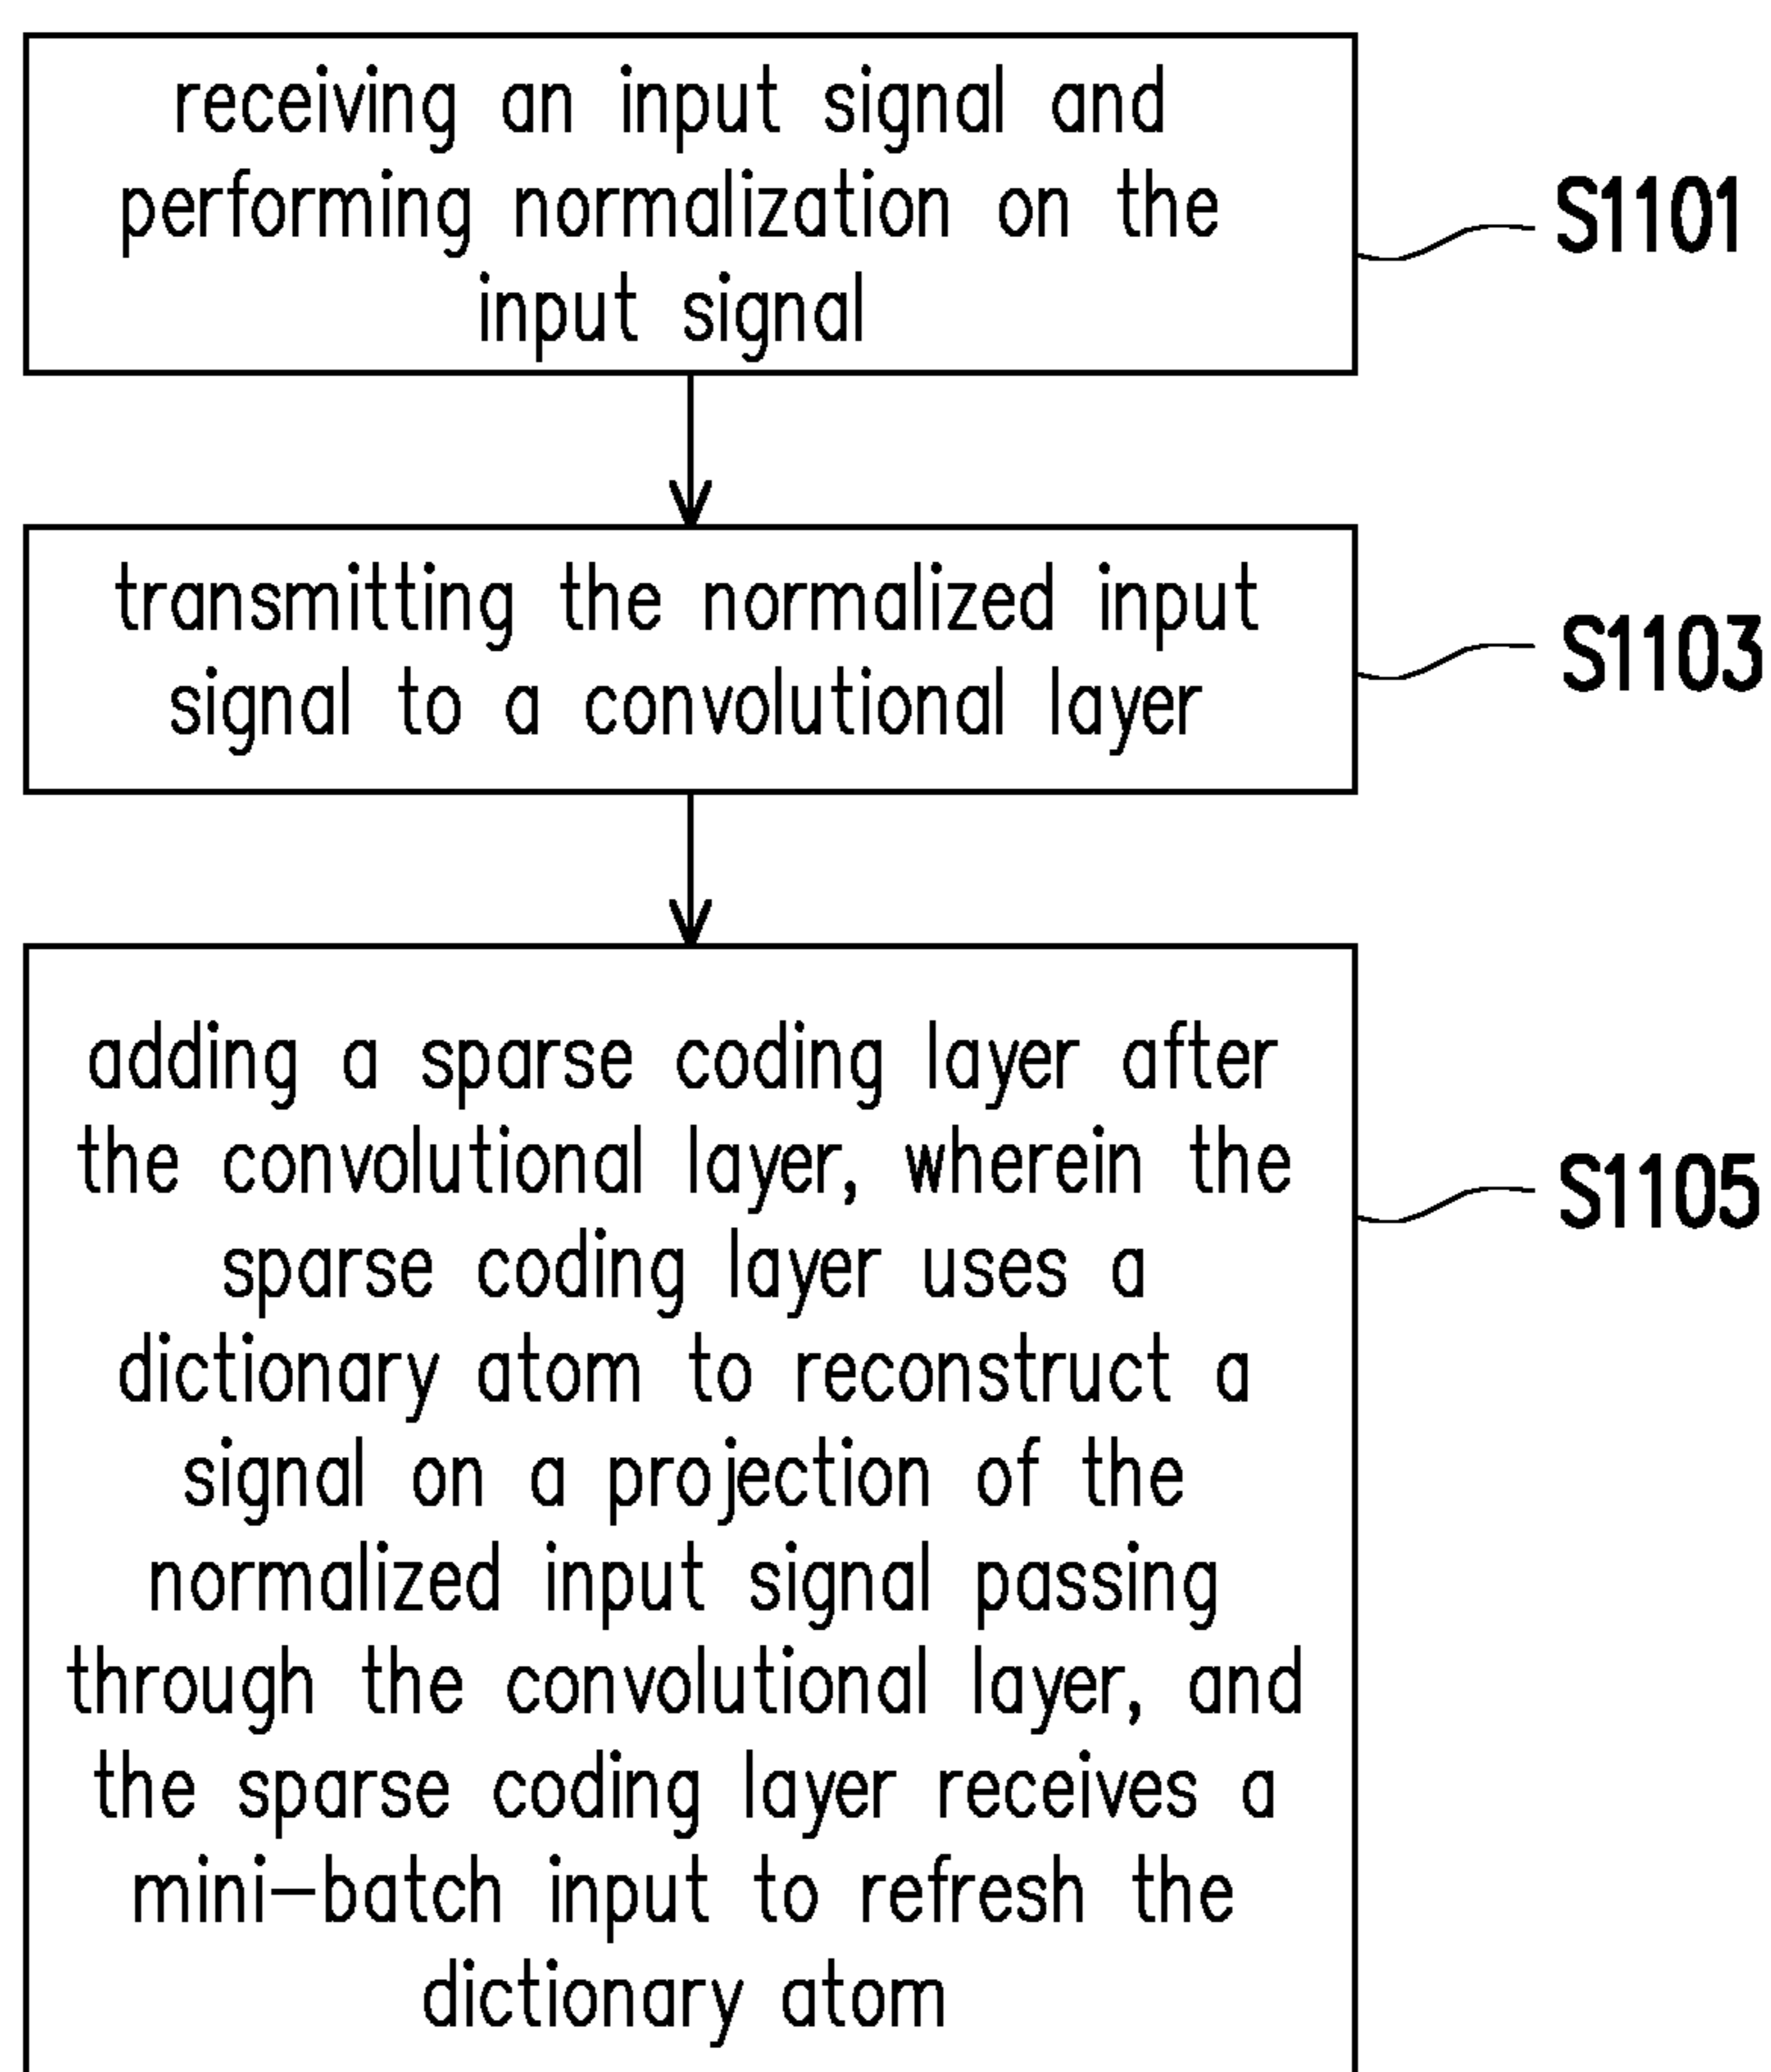 receiving an input signal and
performing normalization on the
input signal
S1101
transmitting the normalized input
signal to a convolutional layer
S1103
adding a sparse coding layer after
the convolutional layer, wherein the
sparse coding layer uses a
dictionary atom to reconstruct a
signal on a projection of the
normalized input signal passing
through the convolutional layer, and
the sparse coding layer receives a
mini-batch input to refresh the
dictionary atom
S1105